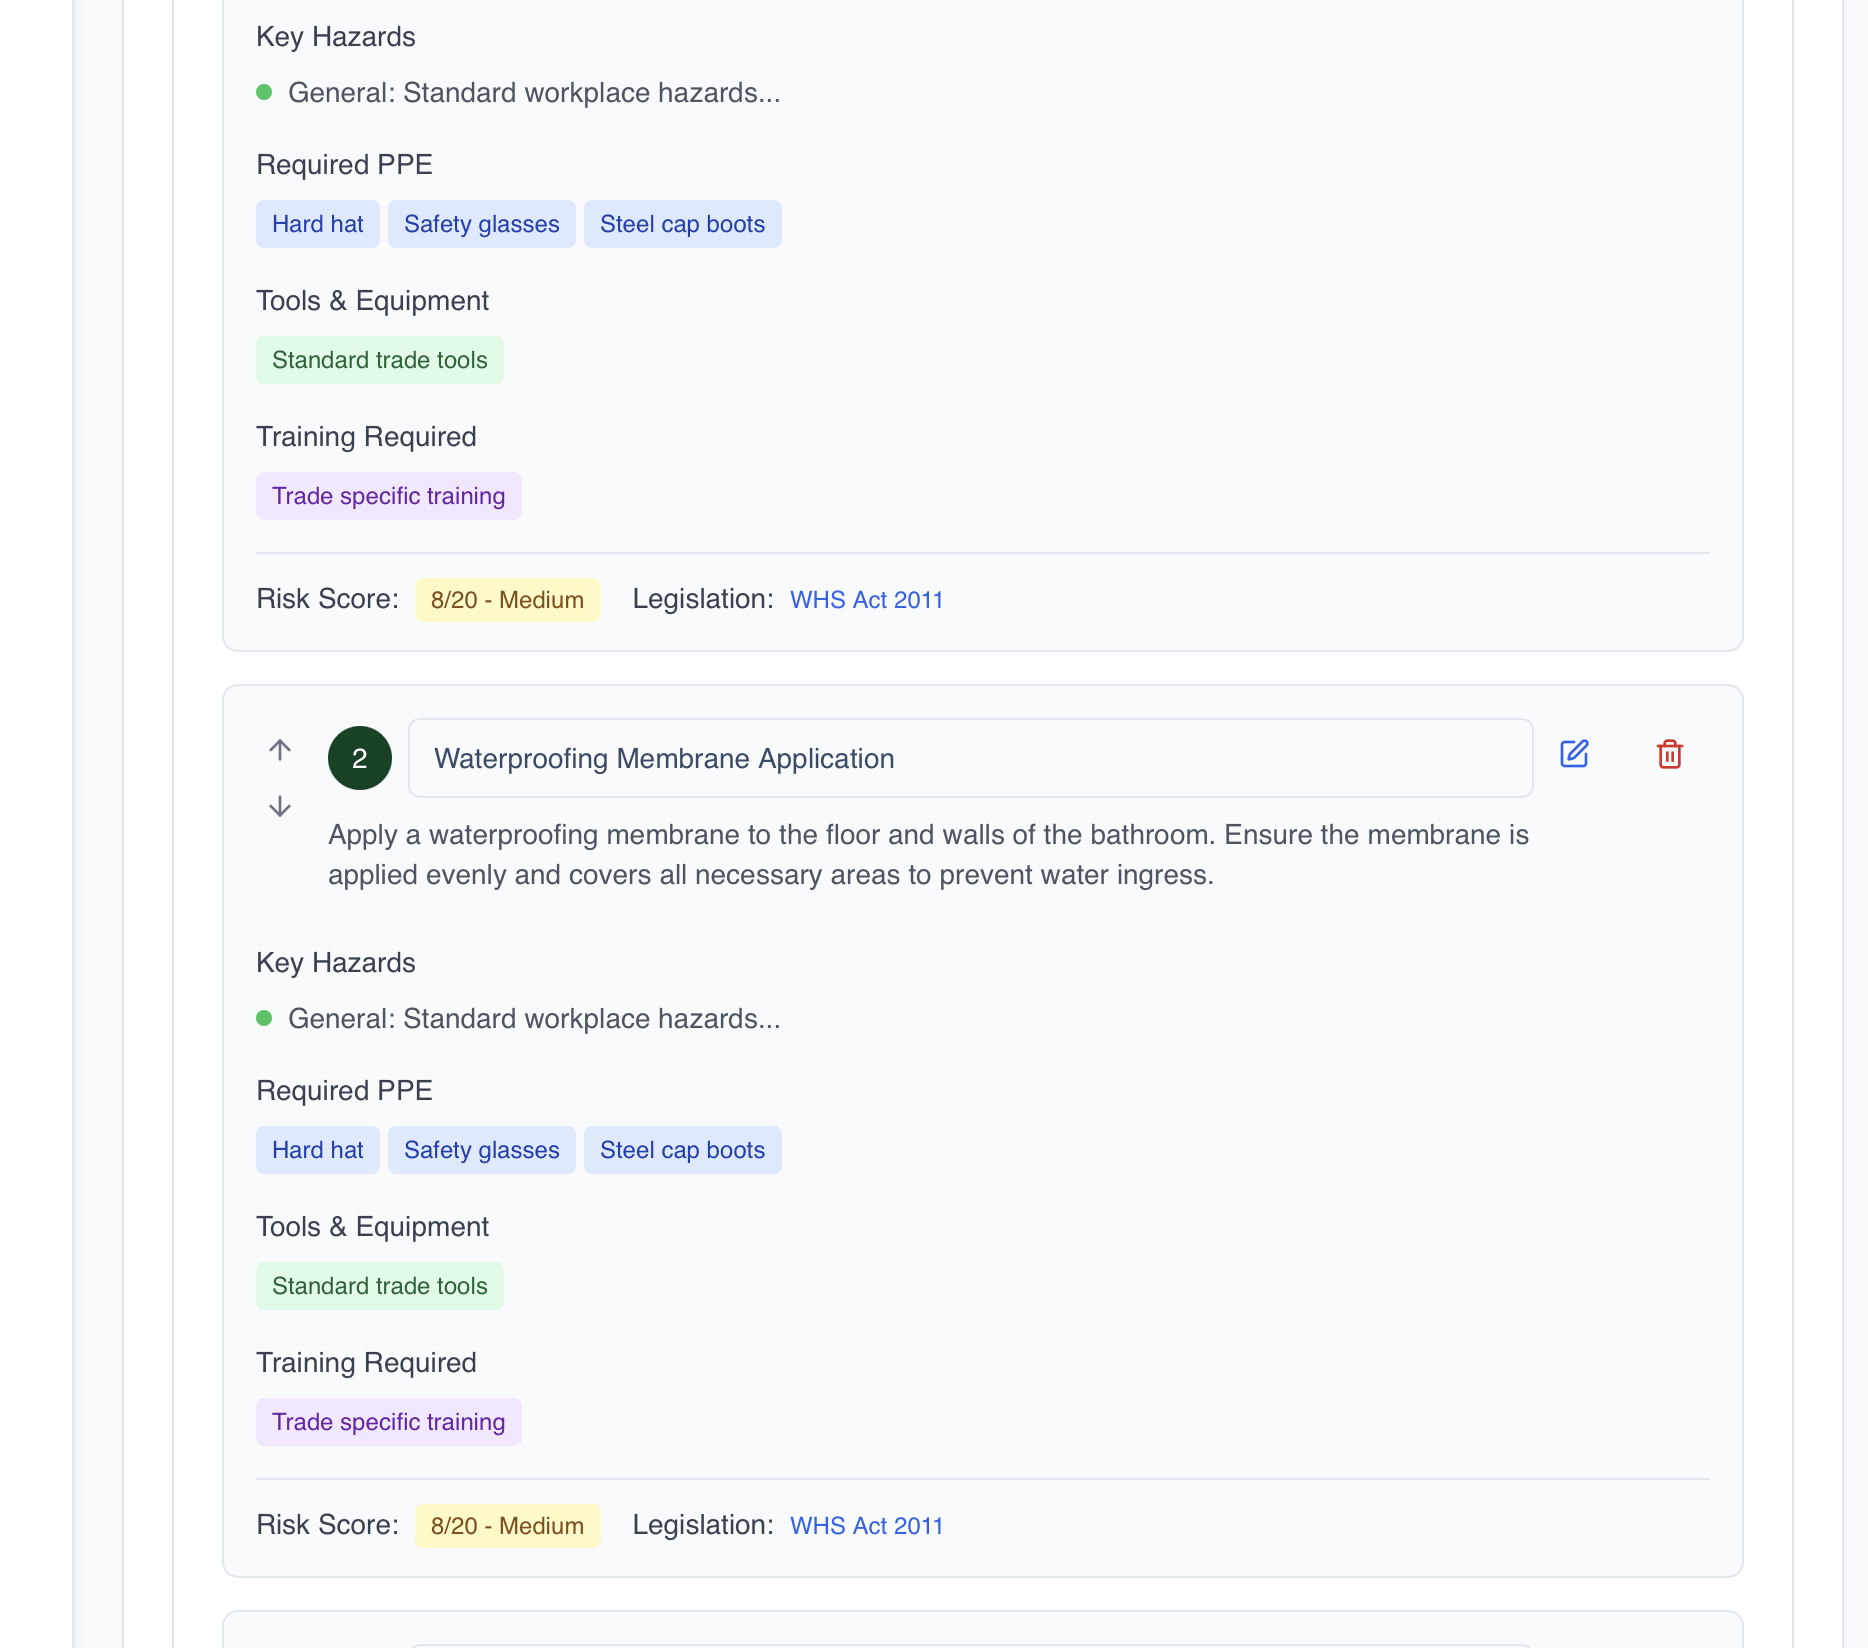 Key Hazards
General: Standard workplace hazards...
Required PPE
Hard hat Safety glasses Steel cap boots
Tools & Equipment
Standard trade tools
Training Required
Trade specific training
Risk Score: 8/20 - Medium Legislation: WHS Act 2011
2 Waterproofing Membrane Application
Apply a waterproofing membrane to the floor and walls of the bathroom. Ensure the membrane is
applied evenly and covers all necessary areas to prevent water ingress.
Key Hazards
General: Standard workplace hazards...
Required PPE
Hard hat Safety glasses Steel cap boots
Tools & Equipment
Standard trade tools
Training Required
Trade specific training
Risk Score: 8/20 - Medium Legislation: WHS Act 2011